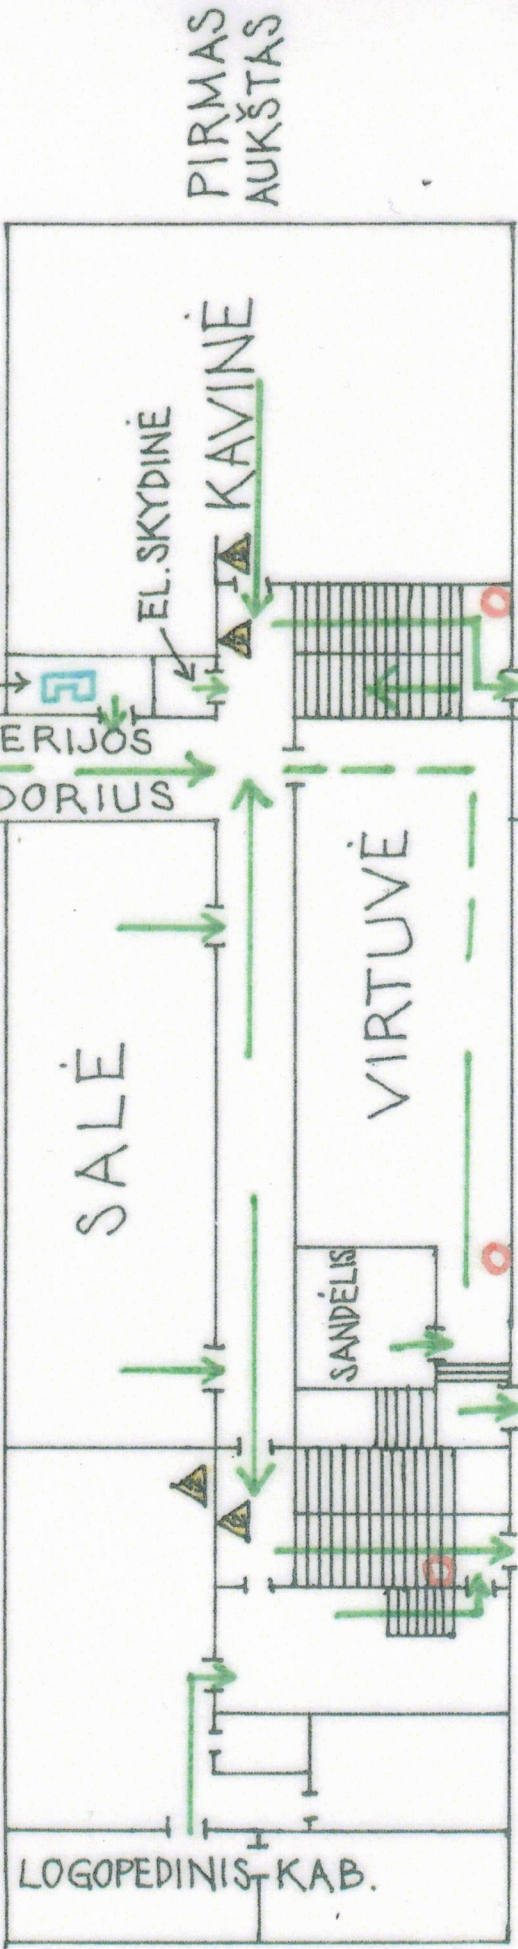 PIRMAS
AUKŠTAS
KAVINĖ
EL. SKYDINĖ
ERIJOS
DORIUS
VIRTUVĖ
SALĖ
SANDĖLIS
LOGOPEDINIS KAB.